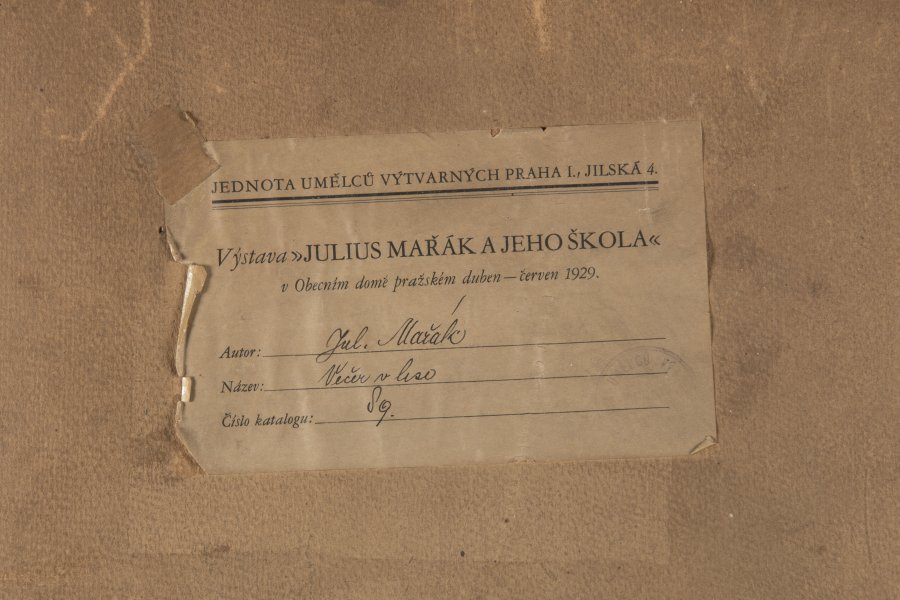 JEDNOTA UMĚLCŮ VÝTVARNÝCH PRAHA I., JILSKÁ 4.
Výstava »JULIUS MAŘÁK A JEHO ŠKOLA«
v Obecním domě pražském duben — červen 1929.
Autor: Jul. Mařák
Název: Večer v lese
Číslo katalogu: 89.